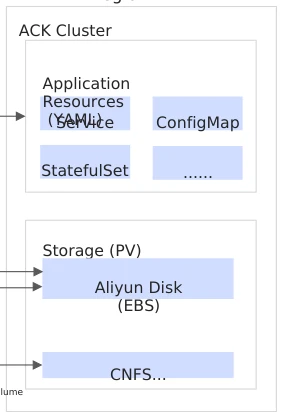 ACK Cluster
Application
Resources
(YAML)
Service
ConfigMap
StatefulSet
......
Storage (PV)
Aliyun Disk
(EBS)
CNFS...
lume